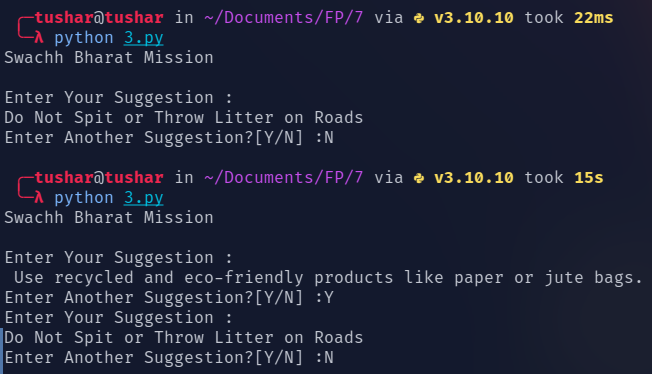 ╭─tushar@tushar in ~/Documents/FP/7 via v3.10.10 took 22ms
╰─λ python 3.py
Swachh Bharat Mission
Enter Your Suggestion :
Do Not Spit or Throw Litter on Roads
Enter Another Suggestion?[Y/N] :N
╭─tushar@tushar in ~/Documents/FP/7 via v3.10.10 took 15s
╰─λ python 3.py
Swachh Bharat Mission
Enter Your Suggestion :
Use recycled and eco-friendly products like paper or jute bags.
Enter Another Suggestion?[Y/N] :Y
Enter Your Suggestion :
Do Not Spit or Throw Litter on Roads
Enter Another Suggestion?[Y/N] :N